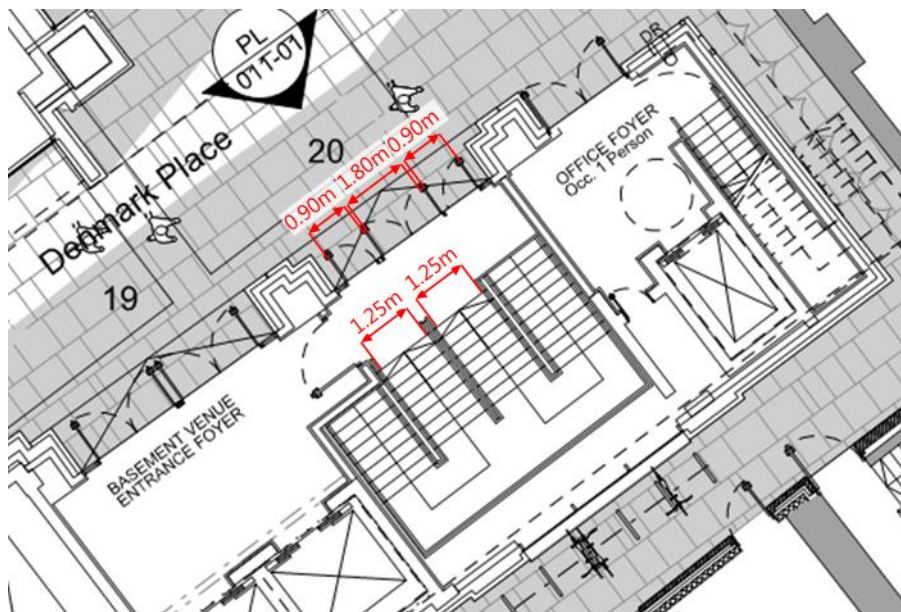 PL
011-01
DR
Denmark Place
20
19
0.90m
1.80m
0.90m
OFFICE FOYER
Occ. 1 Person
1.25m
1.25m
BASEMENT VENUE
ENTRANCE FOYER